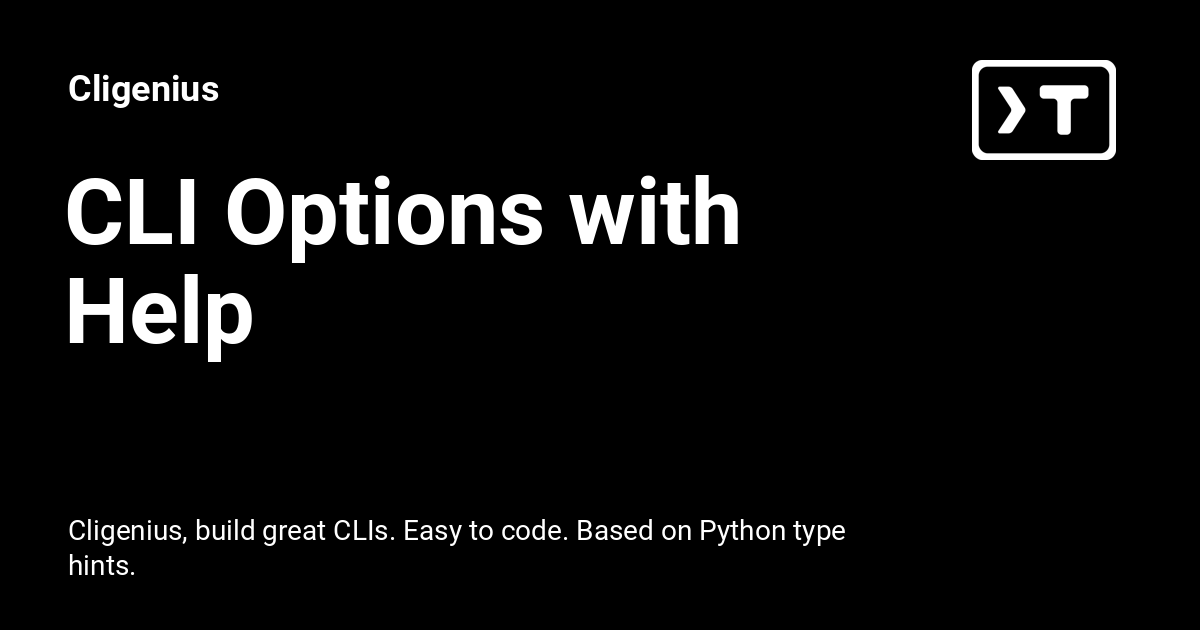 Cligenius
❯T
CLI Options with
Help
Cligenius, build great CLIs. Easy to code. Based on Python type
hints.